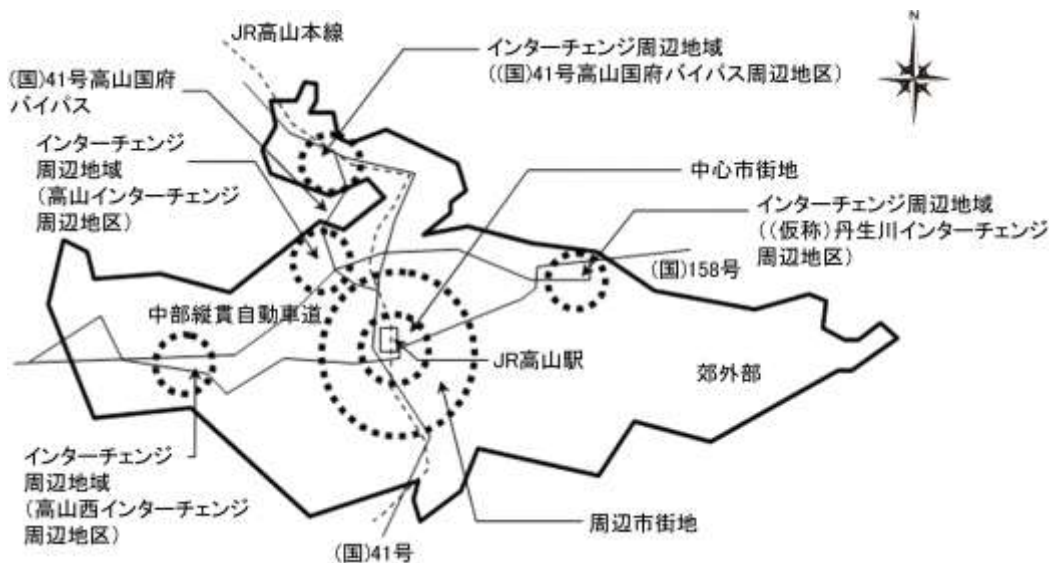 N
JR高山本線
インターチェンジ周辺地域
((国)41号高山国府バイパス周辺地区)
(国)41号高山国府
バイパス
インターチェンジ
周辺地域
(高山インターチェンジ
周辺地区)
中心市街地
インターチェンジ周辺地域
((仮称)丹生川インターチェンジ
周辺地区)
(国)158号
中部縦貫自動車道
JR高山駅
郊外部
インターチェンジ
周辺地域
(高山西インターチェンジ
周辺地区)
周辺市街地
(国)41号